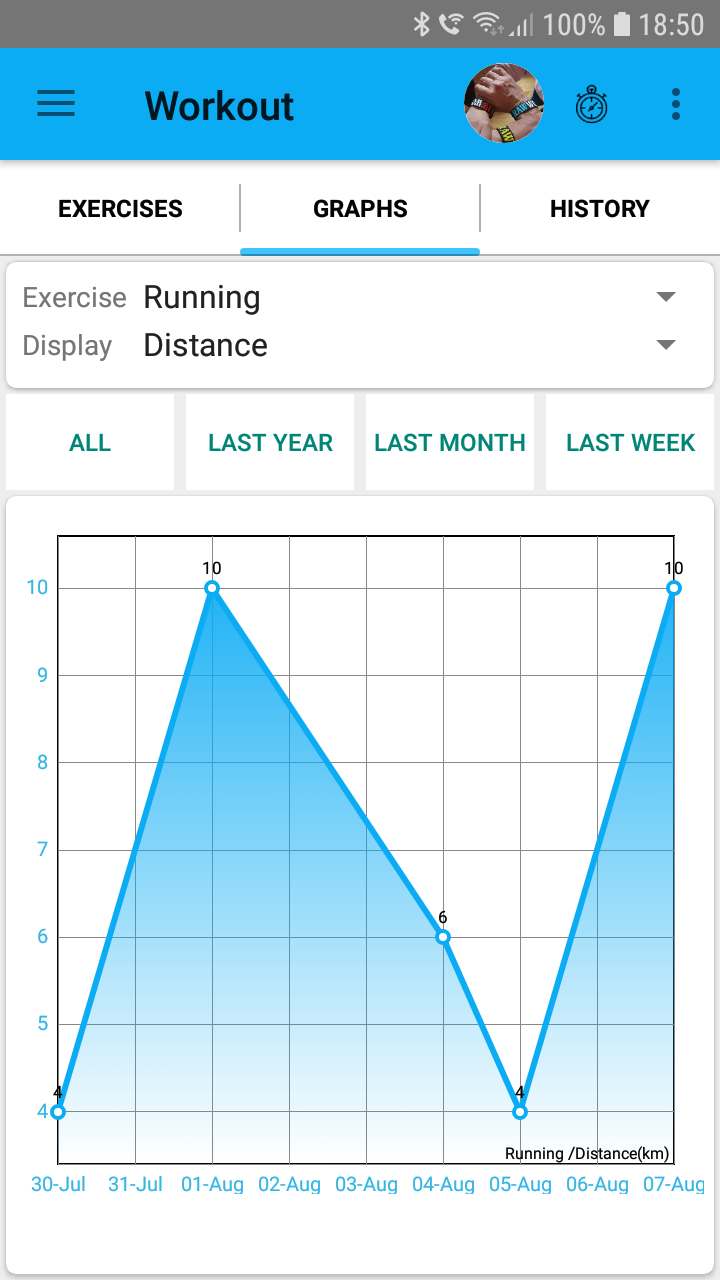 100% 18:50
Workout
EXERCISES GRAPHS HISTORY
Exercise Running
Display Distance
ALL LAST YEAR LAST MONTH LAST WEEK
10 10
10
9
8
7
6
6
5
4 4
4
Running /Distance(km)
30-Jul 31-Jul 01-Aug 02-Aug 03-Aug 04-Aug 05-Aug 06-Aug 07-Aug